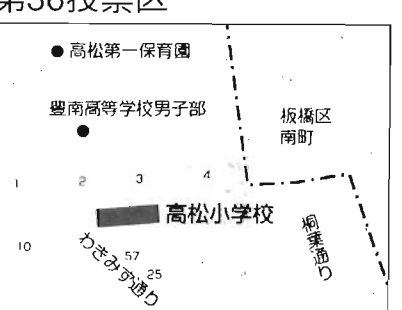 第36投票区
高松第一保育園
豊南高等学校男子部
板橋区
南町
1 2 3 4
高松小学校
10
わきみず通り
57
25
桐葉通り